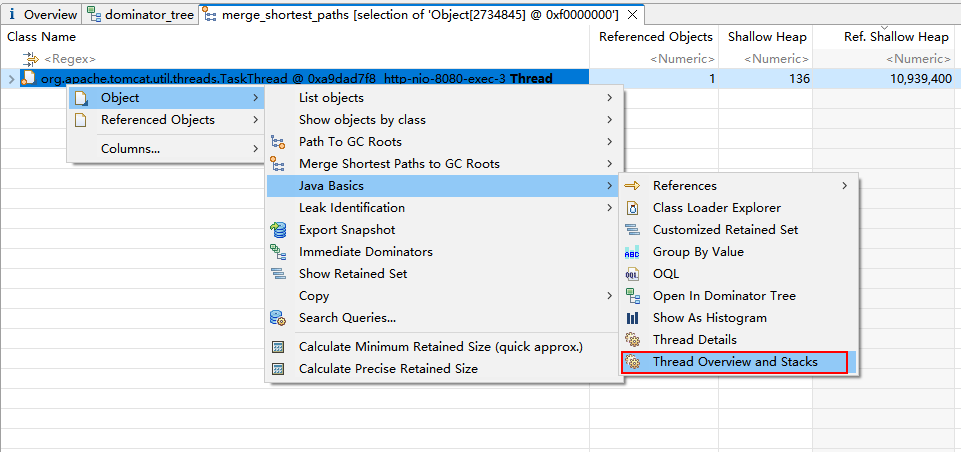 Overview dominator_tree merge_shortest_paths [selection of 'Object[2734845] @ 0xf0000000']
Class Name Referenced Objects Shallow Heap Ref. Shallow Heap
<Regex> <Numeric> <Numeric> <Numeric>
org.apache.tomcat.util.threads.TaskThread @ 0xa9dad7f8 http-nio-8080-exec-3 Thread 1 136 10,939,400
Object
Referenced Objects
Columns...
List objects
Show objects by class
Path To GC Roots
Merge Shortest Paths to GC Roots
Java Basics
Leak Identification
Export Snapshot
Immediate Dominators
Show Retained Set
Copy
Search Queries...
Calculate Minimum Retained Size (quick approx.)
Calculate Precise Retained Size
References
Class Loader Explorer
Customized Retained Set
Group By Value
OQL
Open In Dominator Tree
Show As Histogram
Thread Details
Thread Overview and Stacks